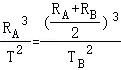 R_A^3/T^2 = ((R_A+R_B)/2)^3/T_B^2